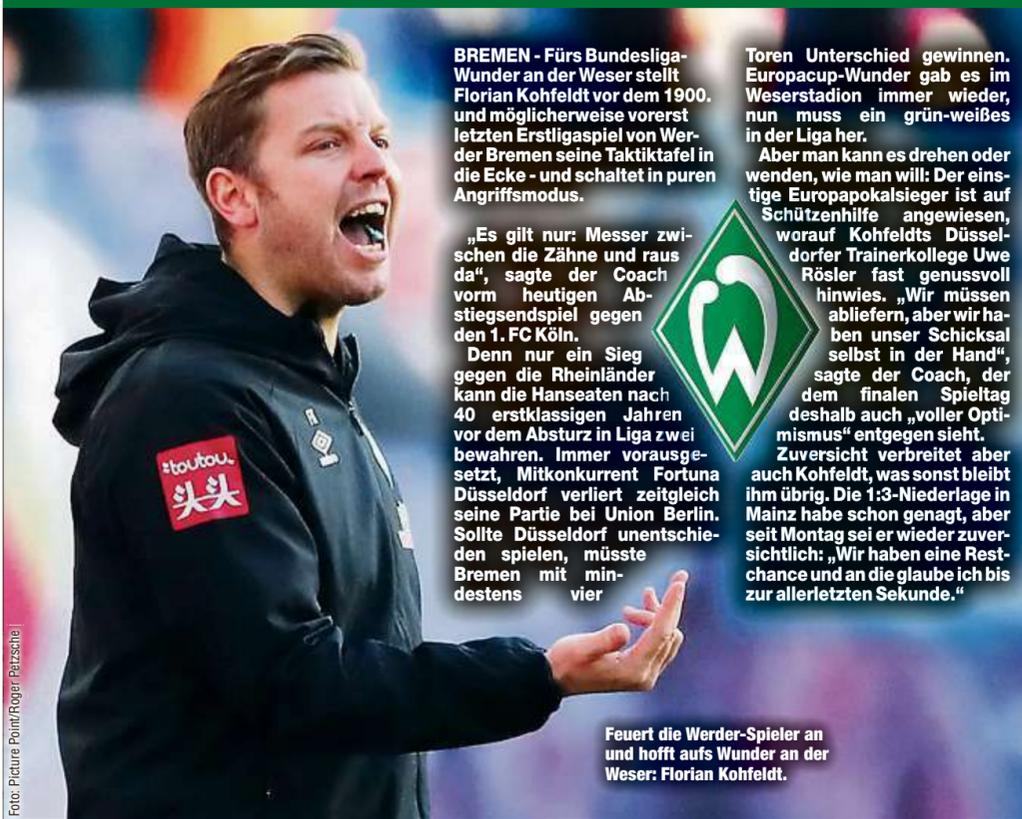 BREMEN - Fürs Bundesliga-
Wunder an der Weser stellt
Florian Kohfeldt vor dem 1900.
und möglicherweise vorerst
letzten Erstligaspiel von Wer-
der Bremen seine Taktiktafel in
die Ecke - und schaltet in puren
Angriffsmodus.
„Es gilt nur: Messer zwi-
schen die Zähne und raus
da“, sagte der Coach
vorm heutigen Ab-
stiegsendspiel gegen
den 1. FC Köln.
Denn nur ein Sieg
gegen die Rheinländer
kann die Hanseaten nach
40 erstklassigen Jahren
vor dem Absturz in Liga zwei
bewahren. Immer vorausge-
setzt, Mitkonkurrent Fortuna
Düsseldorf verliert zeitgleich
seine Partie bei Union Berlin.
Sollte Düsseldorf unentschie-
den spielen, müsste
Bremen mit min-
destens vier
Toren Unterschied gewinnen.
Europacup-Wunder gab es im
Weserstadion immer wieder,
nun muss ein grün-weißes
in der Liga her.
Aber man kann es drehen oder
wenden, wie man will: Der eins-
tige Europapokalsieger ist auf
Schützenhilfe angewiesen,
worauf Kohfeldts Düssel-
dorfer Trainerkollege Uwe
Rösler fast genussvoll
hinwies. „Wir müssen
abliefern, aber wir ha-
ben unser Schicksal
selbst in der Hand“,
sagte der Coach, der
dem finalen Spieltag
deshalb auch „voller Opti-
mismus“ entgegen sieht.
Zuversicht verbreitet aber
auch Kohfeldt, was sonst bleibt
ihm übrig. Die 1:3-Niederlage in
Mainz habe schon genagt, aber
seit Montag sei er wieder zuver-
sichtlich: „Wir haben eine Rest-
chance und an die glaube ich bis
zur allerletzten Sekunde.“
W
toutou
头头
Feuert die Werder-Spieler an
und hofft aufs Wunder an der
Weser: Florian Kohfeldt.
Foto: Picture Point/Roger Petzsche